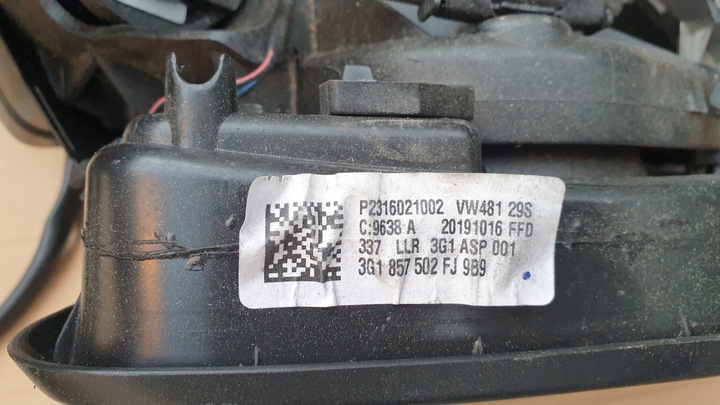 P2316021002 VW481 29S
C:9638 A 20191016 FFD
337 LLR 3G1 ASP 001
3G1 857 502 FJ 9B9